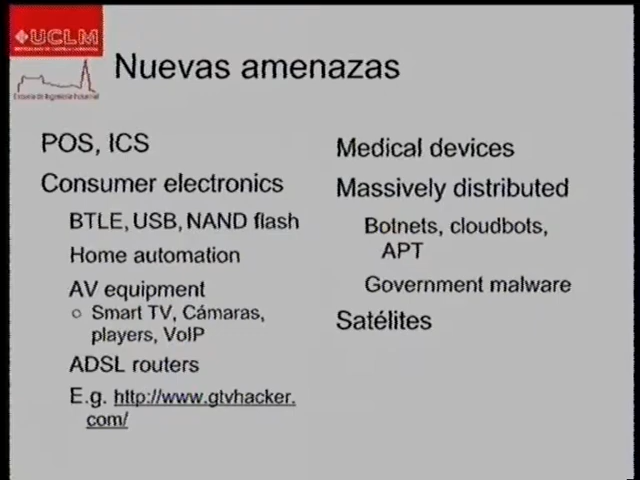 UCLM
Nuevas amenazas
POS, ICS
Consumer electronics
BTLE, USB, NAND flash
Home automation
AV equipment
Smart TV, Cámaras,
players, VoIP
ADSL routers
E.g. http://www.gtvhacker.
com/
Medical devices
Massively distributed
Botnets, cloudbots,
APT
Government malware
Satélites